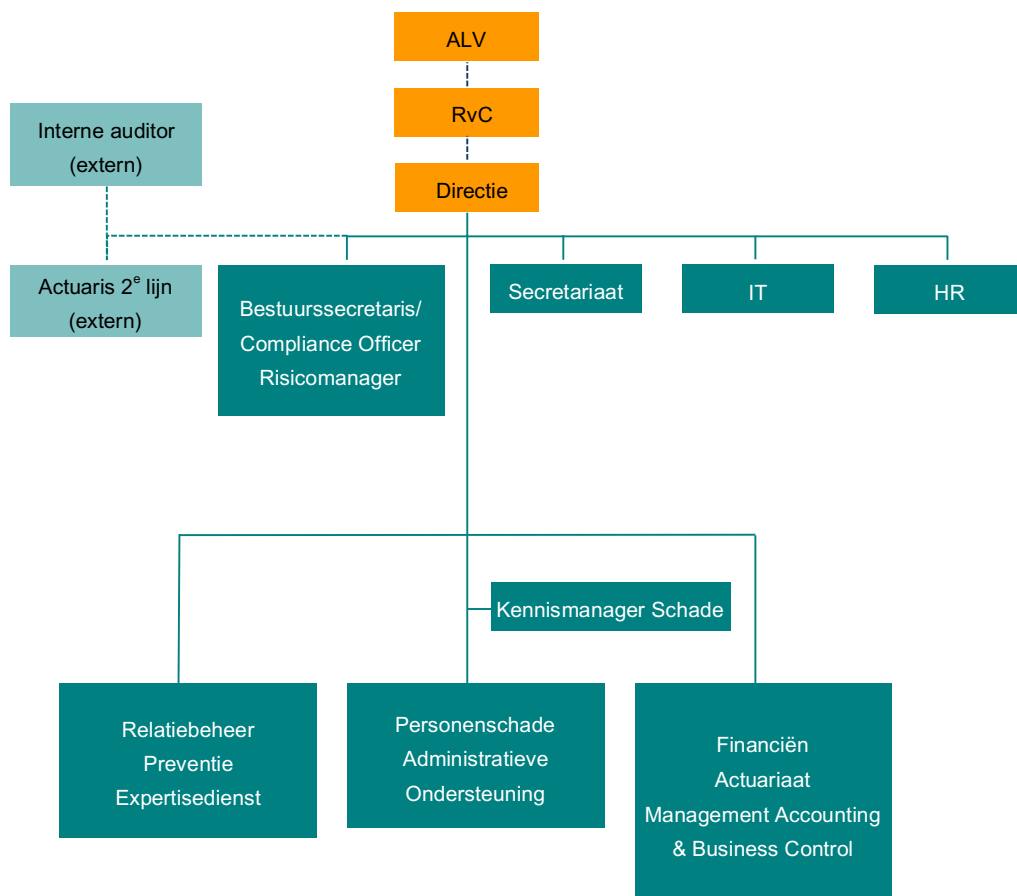 ALV
RvC
Directie
Interne auditor
(extern)
Actuaris 2e lijn
(extern)
Bestuurssecretaris/
Compliance Officer
Risicomanager
Secretariaat
IT
HR
Kennismanager Schade
Relatiebeheer
Preventie
Expertisedienst
Personenschade
Administratieve
Ondersteuning
Financiën
Actuariaat
Management Accounting
& Business Control